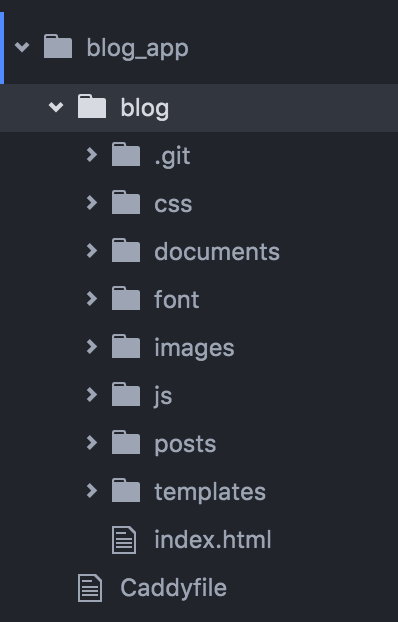 blog_app
blog
.git
css
documents
font
images
js
posts
templates
index.html
Caddyfile